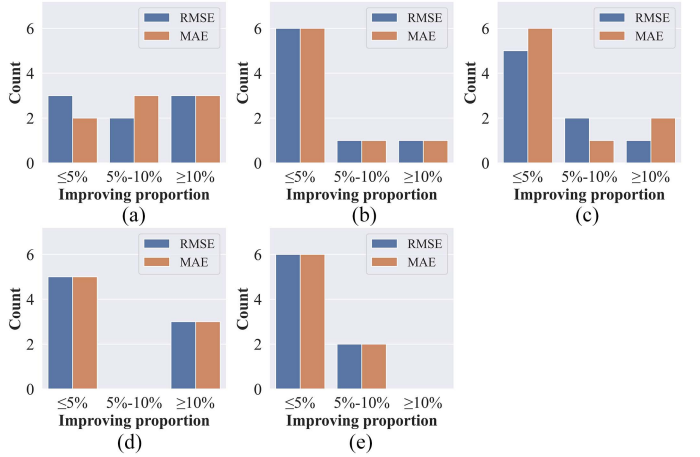 RMSE
MAE
6
4
2
0
Count
≤5% 5%-10% ≥10%
Improving proportion
(a)
RMSE
MAE
6
4
2
0
Count
≤5% 5%-10% ≥10%
Improving proportion
(b)
RMSE
MAE
6
4
2
0
Count
≤5% 5%-10% ≥10%
Improving proportion
(c)
RMSE
MAE
6
4
2
0
Count
≤5% 5%-10% ≥10%
Improving proportion
(d)
RMSE
MAE
6
4
2
0
Count
≤5% 5%-10% ≥10%
Improving proportion
(e)